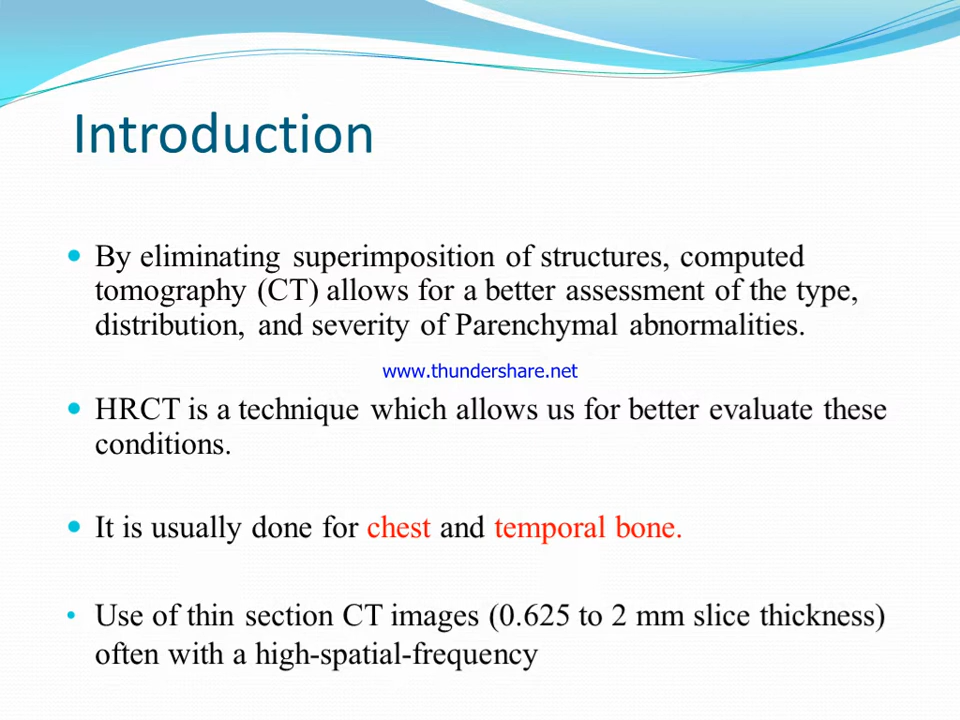 Introduction
• By eliminating superimposition of structures, computed
tomography (CT) allows for a better assessment of the type,
distribution, and severity of Parenchymal abnormalities.
www.thundershare.net
• HRCT is a technique which allows us for better evaluate these
conditions.
• It is usually done for chest and temporal bone.
• Use of thin section CT images (0.625 to 2 mm slice thickness)
often with a high-spatial-frequency